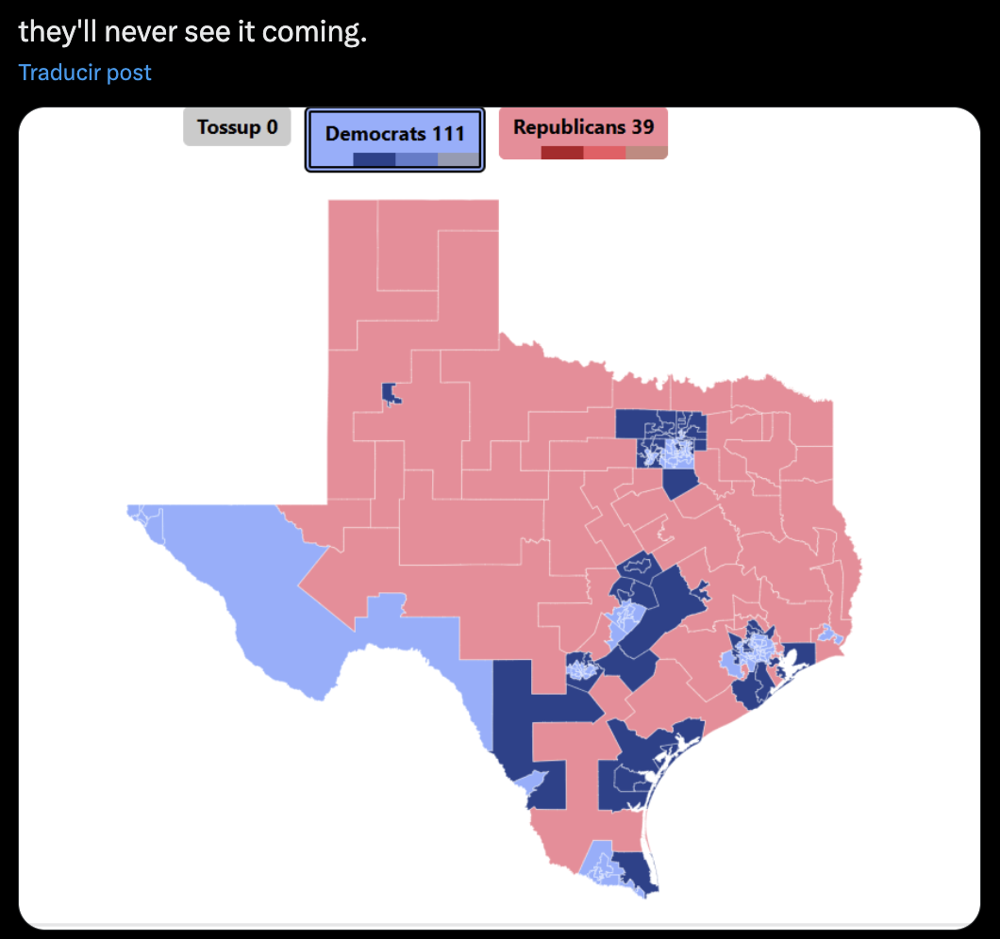 they'll never see it coming.
Traducir post
Tossup 0
Democrats 111
Republicans 39